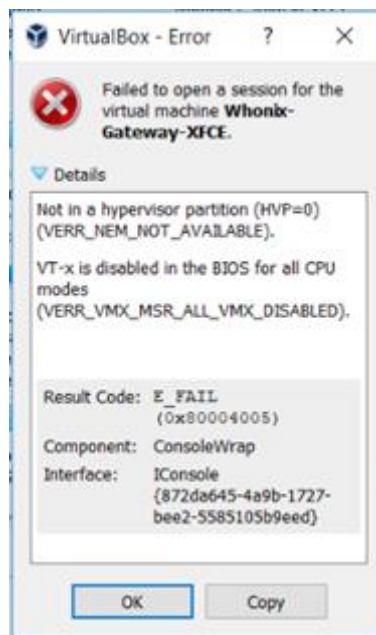 VirtualBox - Error ?
Failed to open a session for the
virtual machine Whonix-
Gateway-XFCE.
Details
Not in a hypervisor partition (HVP=0)
(VERR_NEM_NOT_AVAILABLE).
VT-x is disabled in the BIOS for all CPU
modes
(VERR_VMX_MSR_ALL_VMX_DISABLED).
Result Code: E_FAIL
(0x80004005)
Component: ConsoleWrap
Interface: IConsole
{872da645-4a9b-1727-
bee2-5585105b9eed}
OK Copy